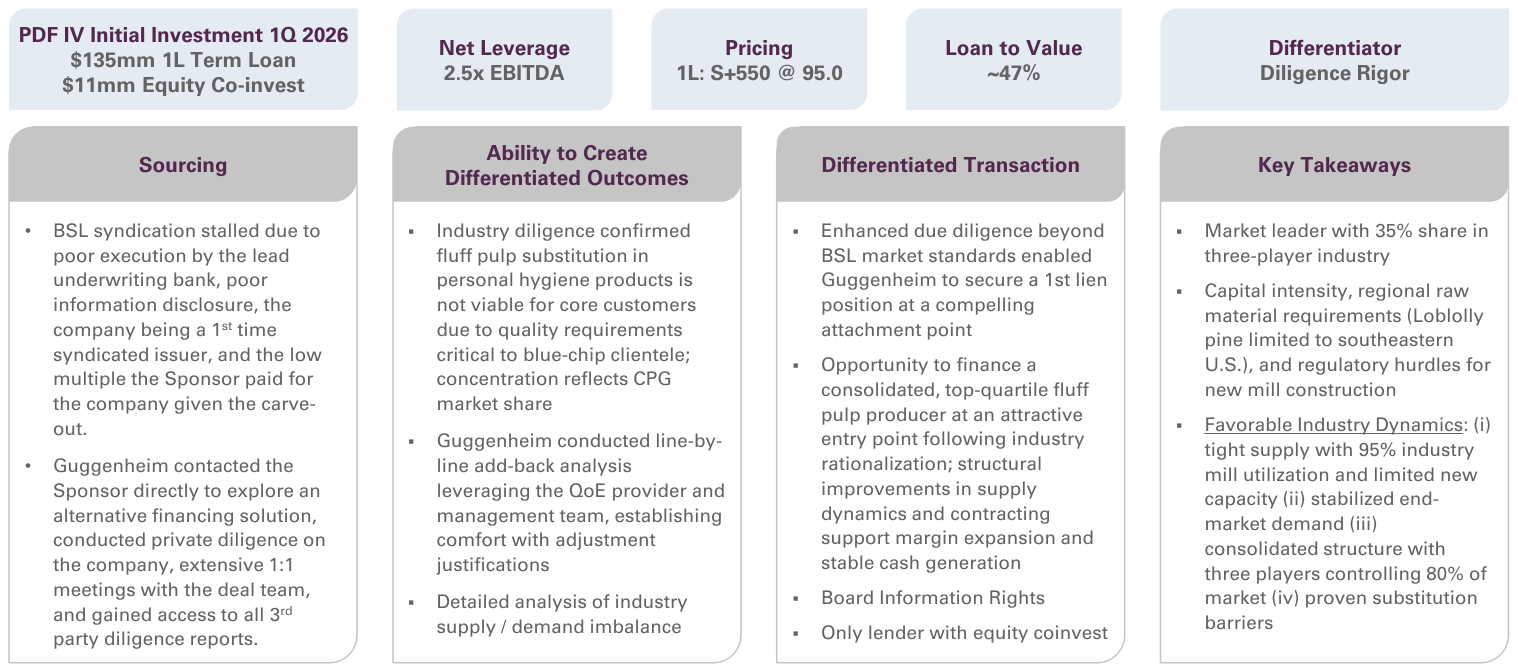 PDF IV Initial Investment 1Q 2026
$135mm 1L Term Loan
$11mm Equity Co-invest
Net Leverage
2.5x EBITDA
Pricing
1L: S+550 @ 95.0
Loan to Value
~47%
Differentiator
Diligence Rigor
Sourcing
• BSL syndication stalled due to
poor execution by the lead
underwriting bank, poor
information disclosure, the
company being a 1st time
syndicated issuer, and the low
multiple the Sponsor paid for
the company given the carve-
out.
• Guggenheim contacted the
Sponsor directly to explore an
alternative financing solution,
conducted private diligence on
the company, extensive 1:1
meetings with the deal team,
and gained access to all 3rd
party diligence reports.
Ability to Create
Differentiated Outcomes
▪ Industry diligence confirmed
fluff pulp substitution in
personal hygiene products is
not viable for core customers
due to quality requirements
critical to blue-chip clientele;
concentration reflects CPG
market share
▪ Guggenheim conducted line-by-
line add-back analysis
leveraging the QoE provider and
management team, establishing
comfort with adjustment
justifications
▪ Detailed analysis of industry
supply / demand imbalance
Differentiated Transaction
▪ Enhanced due diligence beyond
BSL market standards enabled
Guggenheim to secure a 1st lien
position at a compelling
attachment point
▪ Opportunity to finance a
consolidated, top-quartile fluff
pulp producer at an attractive
entry point following industry
rationalization; structural
improvements in supply
dynamics and contracting
support margin expansion and
stable cash generation
▪ Board Information Rights
▪ Only lender with equity coinvest
Key Takeaways
▪ Market leader with 35% share in
three-player industry
▪ Capital intensity, regional raw
material requirements (Loblolly
pine limited to southeastern
U.S.), and regulatory hurdles for
new mill construction
▪ Favorable Industry Dynamics: (i)
tight supply with 95% industry
mill utilization and limited new
capacity (ii) stabilized end-
market demand (iii)
consolidated structure with
three players controlling 80% of
market (iv) proven substitution
barriers